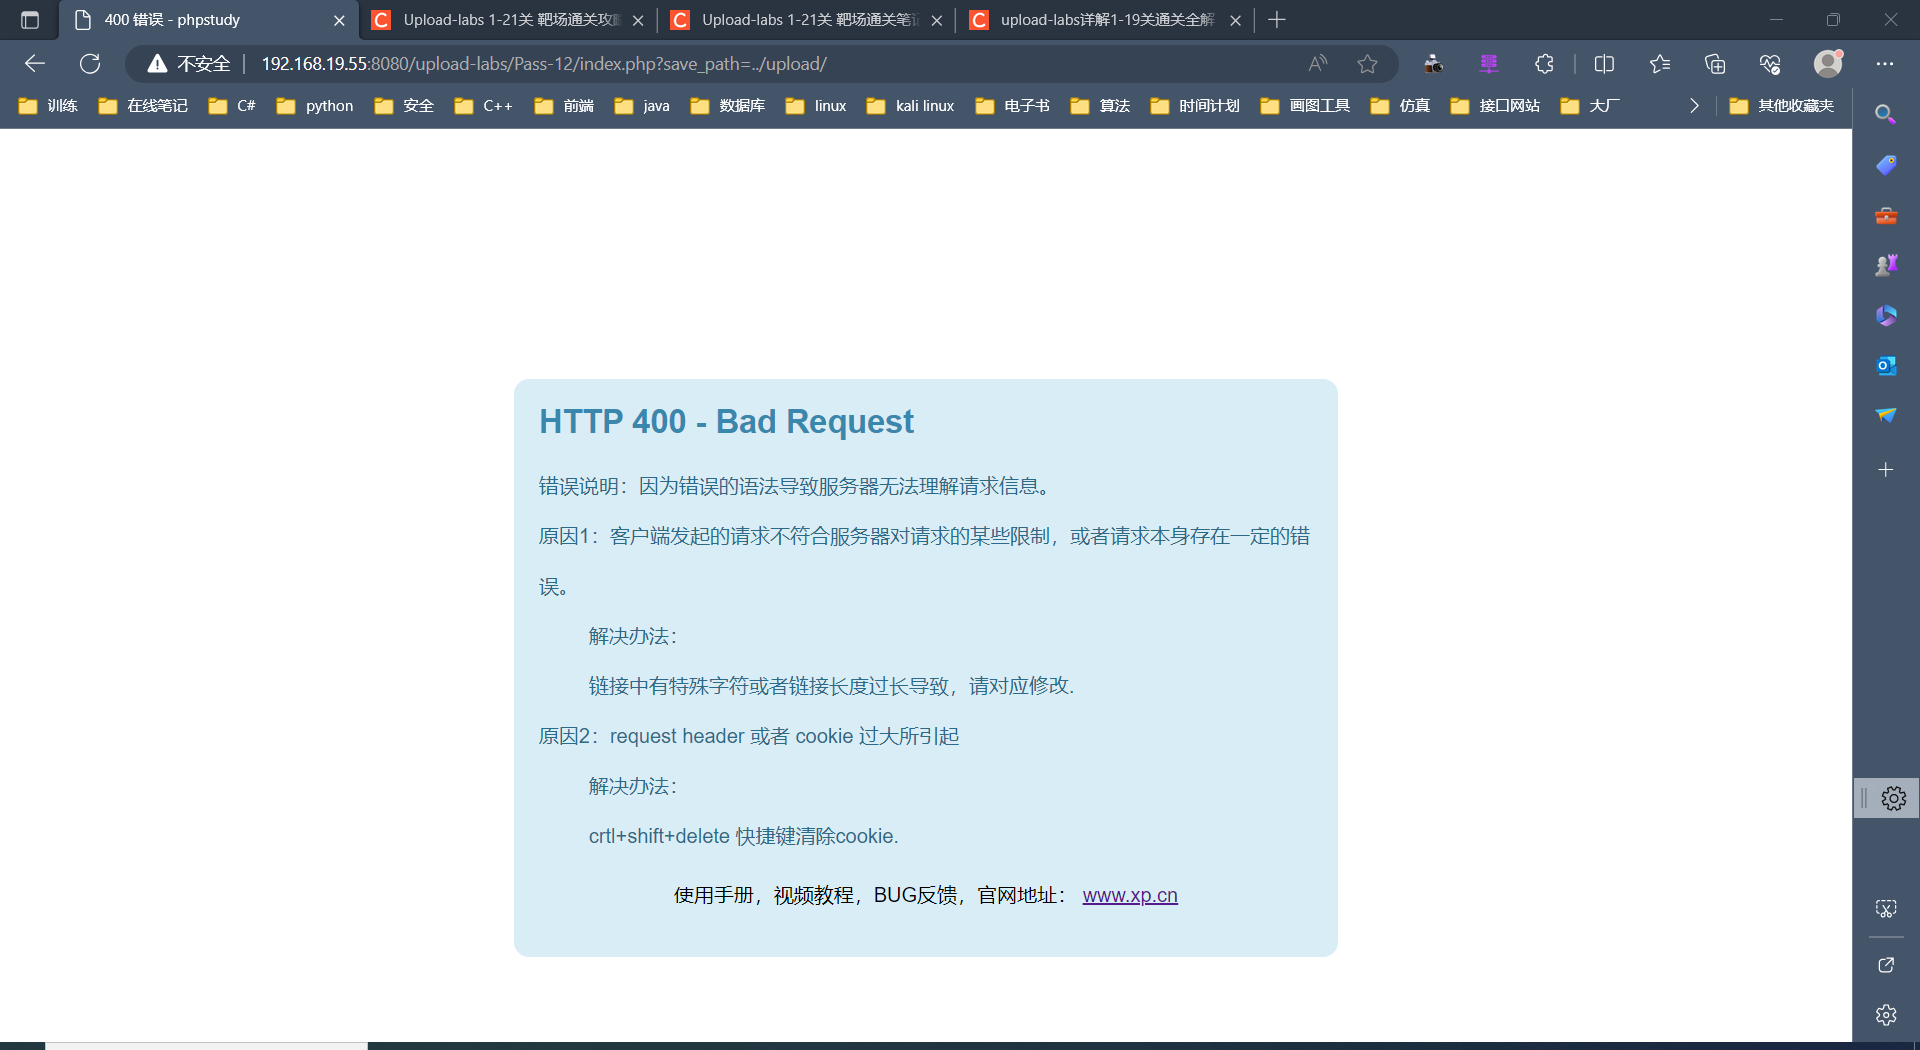 400 错误 - phpstudy
Upload-labs 1-21关 靶场通关攻
Upload-labs 1-21关 靶场通关笔
upload-labs详解1-19关通关全解
不安全
192.168.19.55:8080/upload-labs/Pass-12/index.php?save_path=../upload/
训练 在线笔记 C# python 安全 C++ 前端 java 数据库 linux kali linux 电子书 算法 时间计划 画图工具 仿真 接口网站 大厂 其他收藏夹
HTTP 400 - Bad Request
错误说明：因为错误的语法导致服务器无法理解请求信息。
原因1：客户端发起的请求不符合服务器对请求的某些限制，或者请求本身存在一定的错
误。
解决办法：
链接中有特殊字符或者链接长度过长导致，请对应修改.
原因2：request header 或者 cookie 过大所引起
解决办法：
crtl+shift+delete 快捷键清除cookie.
使用手册，视频教程，BUG反馈，官网地址： www.xp.cn